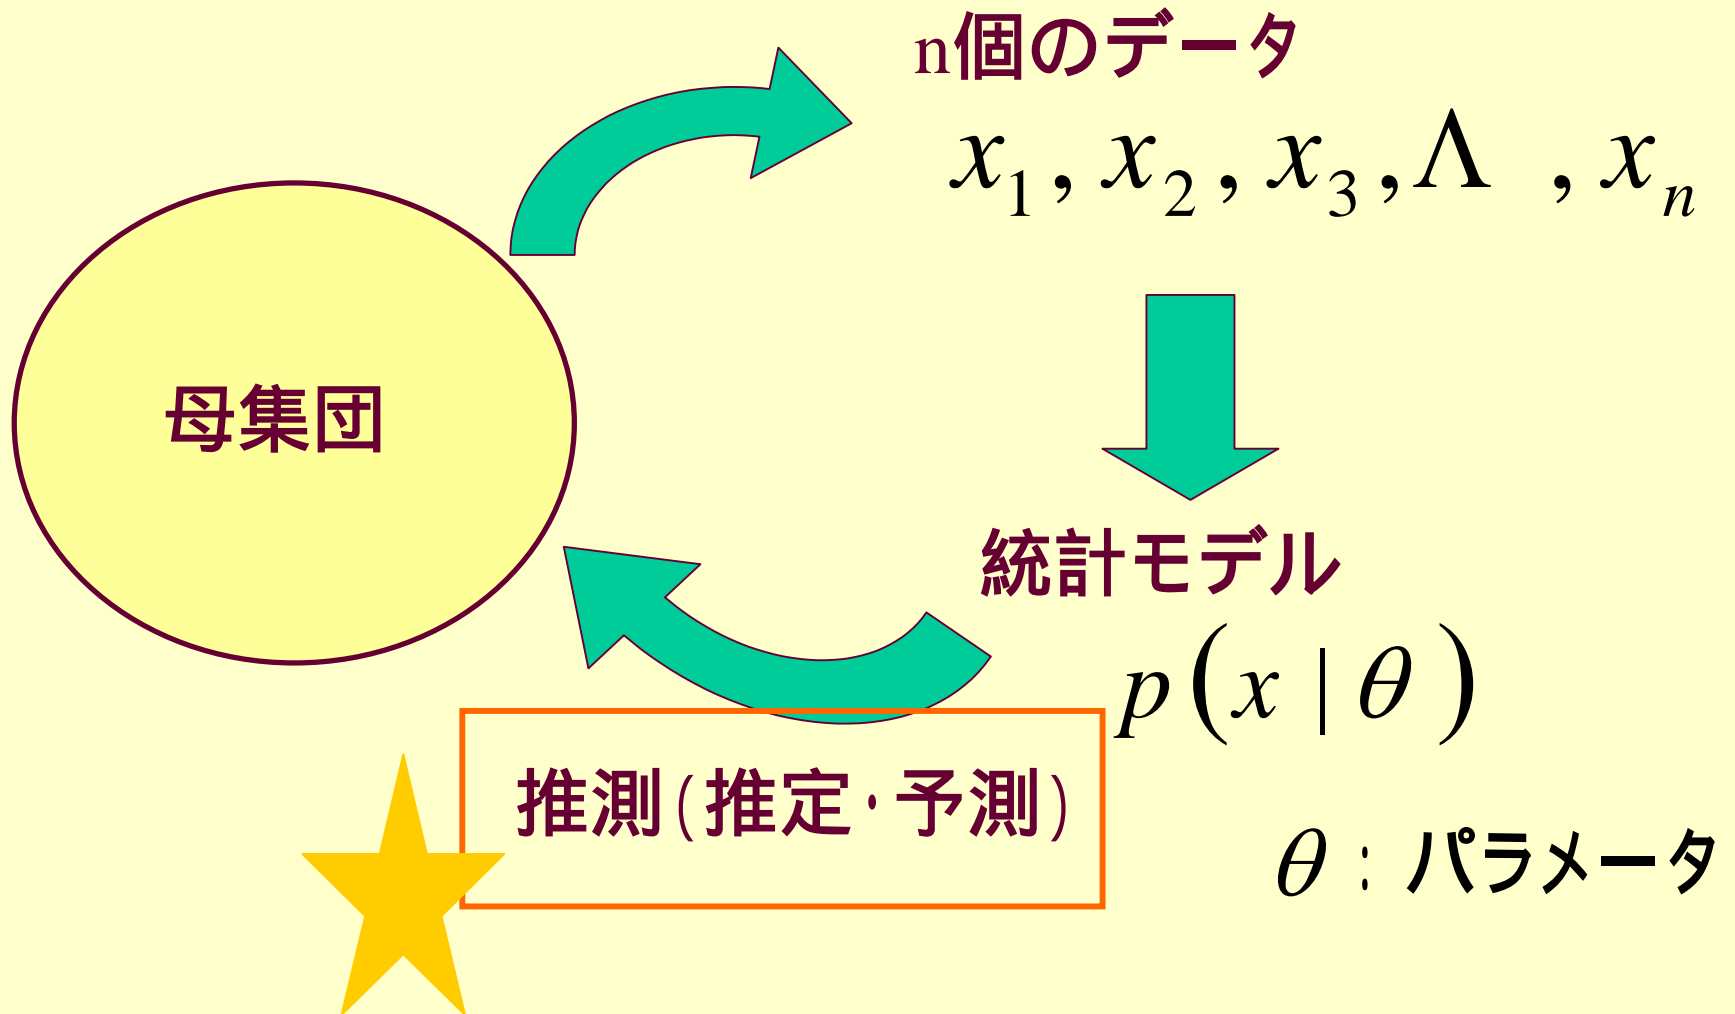 n個のデータ
x₁, x₂, x₃, Λ , xₙ
母集団
統計モデル
p(x | θ)
推測(推定・予測)
θ : パラメータ